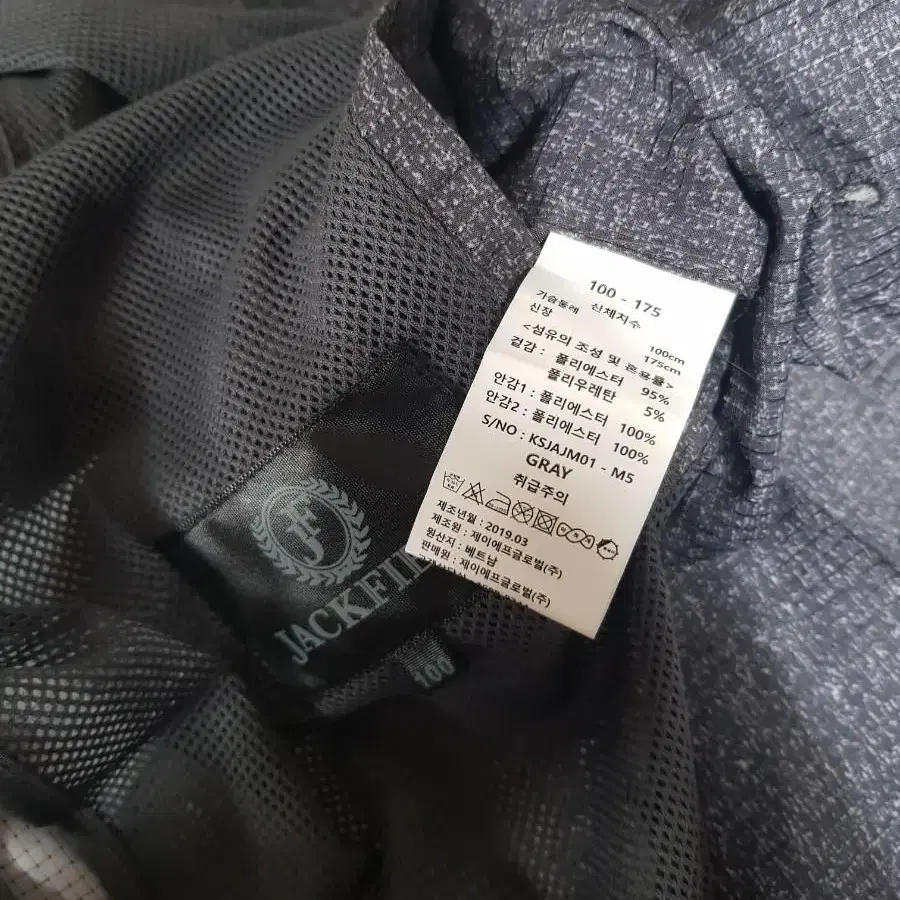 100 - 175
가슴둘레 신체치수 100cm
신장 175cm
<섬유의 조성 및 혼용율>
겉감 : 폴리에스터 95%
폴리우레탄 5%
안감1 : 폴리에스터 100%
안감2 : 폴리에스터 100%
S/NO : KSJAJM01 - M5
GRAY
취급주의
제조년월 : 2019.03
제조원 : 제이에프글로벌(주)
원산지 : 베트남
판매원 : 제이에프글로벌(주)
JF
JACKFIE
100